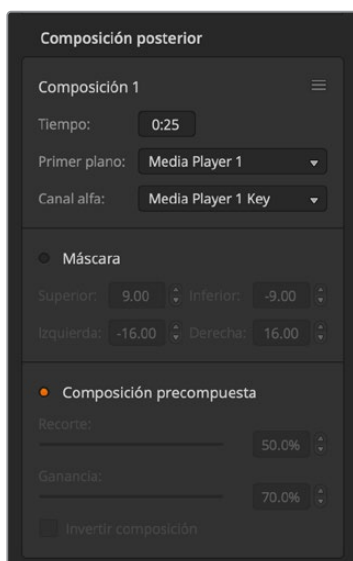 Composición posterior
Composición 1
Tiempo: 0:25
Primer plano: Media Player 1
Canal alfa: Media Player 1 Key
Máscara
Superior: 9.00 Inferior: -9.00
Izquierda: -16.00 Derecha: 16.00
Composición precompuesta
Recorte:
50.0%
Ganancia:
70.0%
Invertir composición